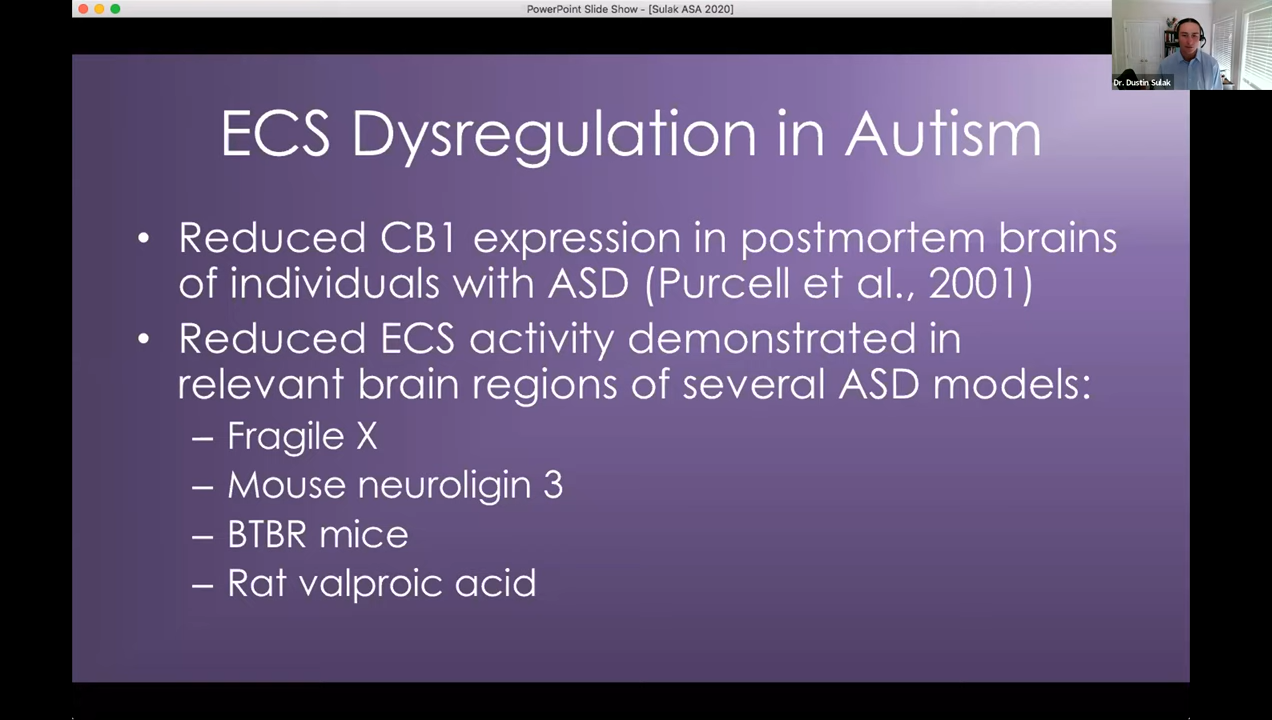 PowerPoint Slide Show - [Sulak ASA 2020]
Dr. Dustin Sulak
ECS Dysregulation in Autism
• Reduced CB1 expression in postmortem brains
of individuals with ASD (Purcell et al., 2001)
• Reduced ECS activity demonstrated in
relevant brain regions of several ASD models:
– Fragile X
– Mouse neuroligin 3
– BTBR mice
– Rat valproic acid